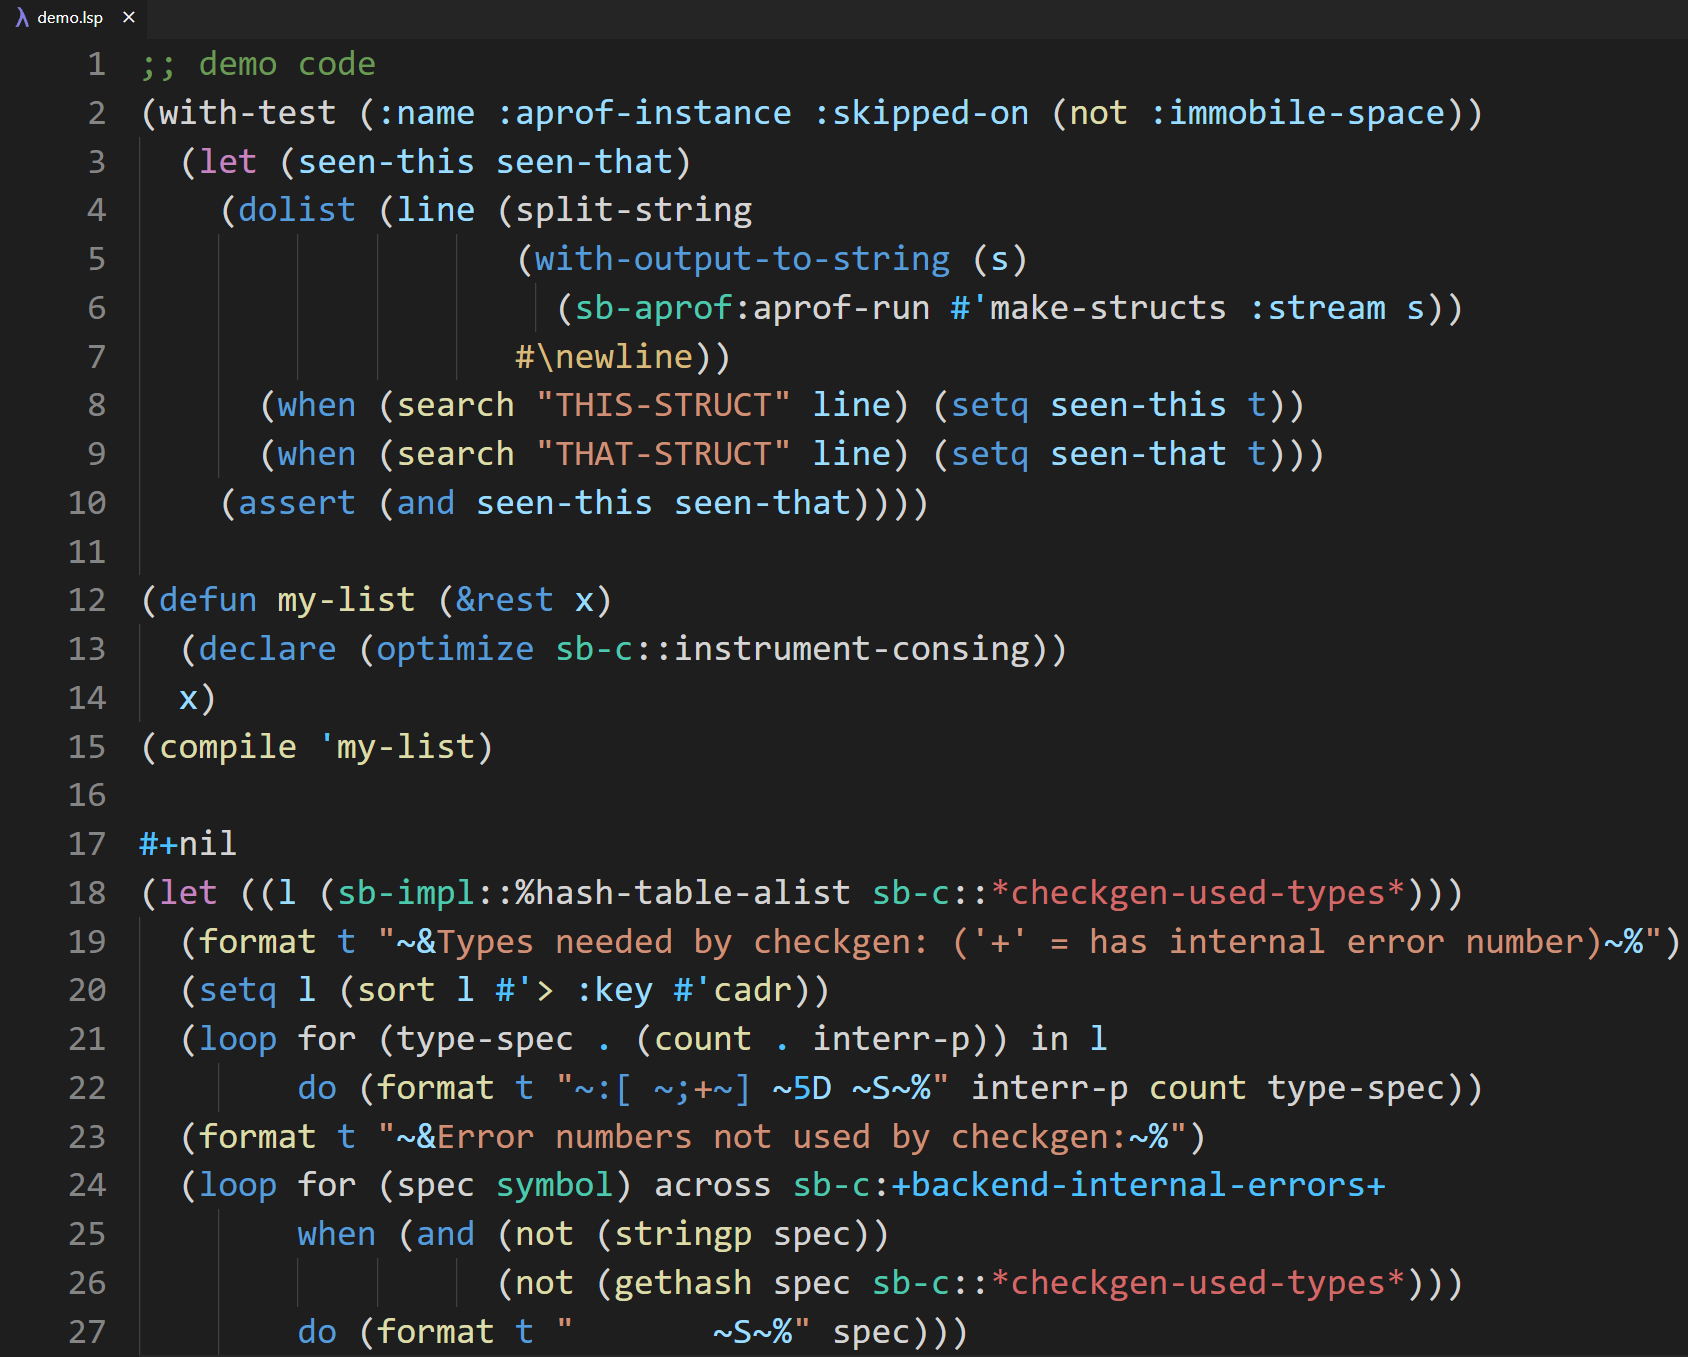 λ demo.lsp ×
1 ;; demo code
2 (with-test (:name :aprof-instance :skipped-on (not :immobile-space))
3   (let (seen-this seen-that)
4     (dolist (line (split-string
5                    (with-output-to-string (s)
6                      (sb-aprof:aprof-run #'make-structs :stream s))
7                    #\newline))
8       (when (search "THIS-STRUCT" line) (setq seen-this t))
9       (when (search "THAT-STRUCT" line) (setq seen-that t)))
10     (assert (and seen-this seen-that))))
11
12 (defun my-list (&rest x)
13   (declare (optimize sb-c::instrument-consing))
14   x)
15 (compile 'my-list)
16
17 #+nil
18 (let ((l (sb-impl::%hash-table-alist sb-c::*checkgen-used-types*)))
19   (format t "~&Types needed by checkgen: ('+' = has internal error number)~%")
20   (setq l (sort l #'> :key #'cadr))
21   (loop for (type-spec . (count . interr-p)) in l
22         do (format t "~:[ ~;+~] ~5D ~S~%" interr-p count type-spec))
23   (format t "~&Error numbers not used by checkgen:~%")
24   (loop for (spec symbol) across sb-c:+backend-internal-errors+
25         when (and (not (stringp spec))
26                   (not (gethash spec sb-c::*checkgen-used-types*)))
27         do (format t "       ~S~%" spec)))